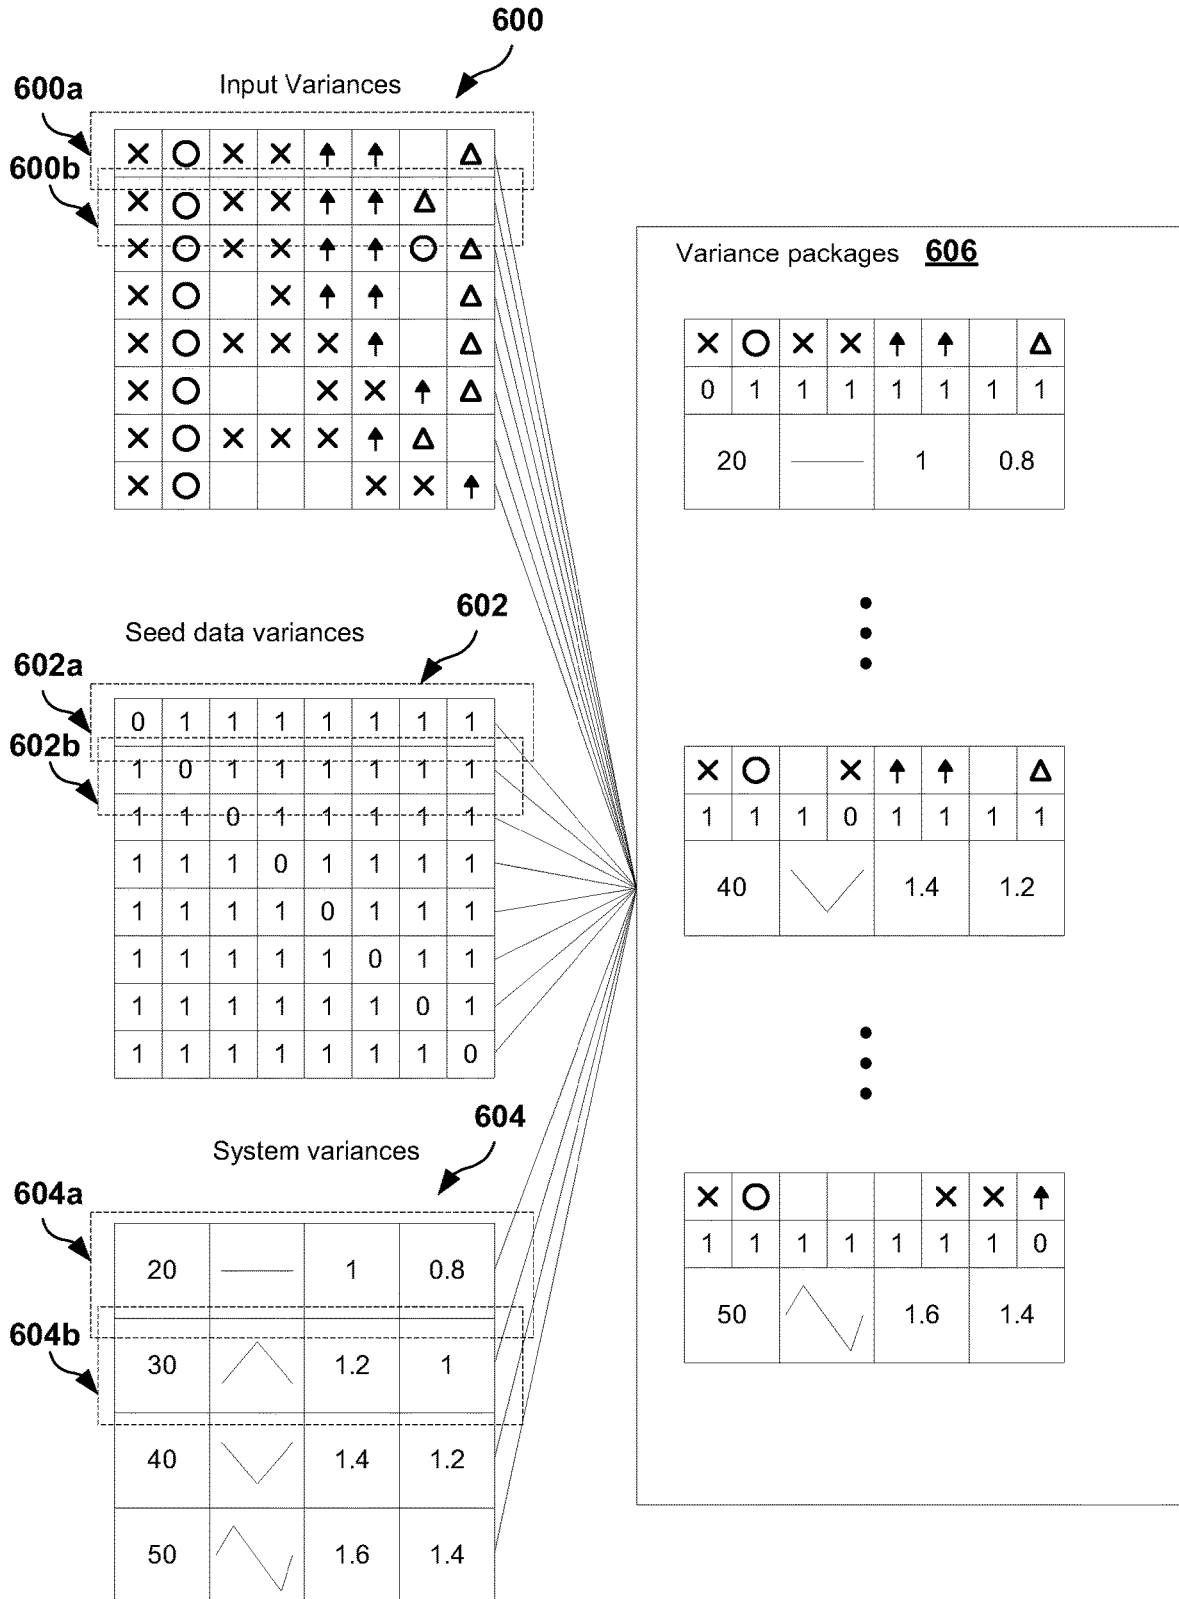 600
Input Variances
600a
600b
× ○ × × ↑ ↑ △
× ○ × × ↑ ↑ △
× ○ × × ↑ ↑ ○ △
× ○ × ↑ ↑ △
× ○ × × × ↑ △
× ○ × × ↑ △
× ○ × × × ↑ △
× ○ × × ↑
602
Seed data variances
602a
602b
0 1 1 1 1 1 1 1
1 0 1 1 1 1 1 1
1 1 0 1 1 1 1 1
1 1 1 0 1 1 1 1
1 1 1 1 0 1 1 1
1 1 1 1 1 0 1 1
1 1 1 1 1 1 0 1
1 1 1 1 1 1 1 0
604
System variances
604a
604b
20 1 0.8
30 1.2 1
40 1.4 1.2
50 1.6 1.4
Variance packages 606
× ○ × × ↑ ↑ △
0 1 1 1 1 1 1 1
20 1 0.8
× ○ × ↑ ↑ △
1 1 1 0 1 1 1 1
40 1.4 1.2
× ○ × × ↑
1 1 1 1 1 1 1 0
50 1.6 1.4